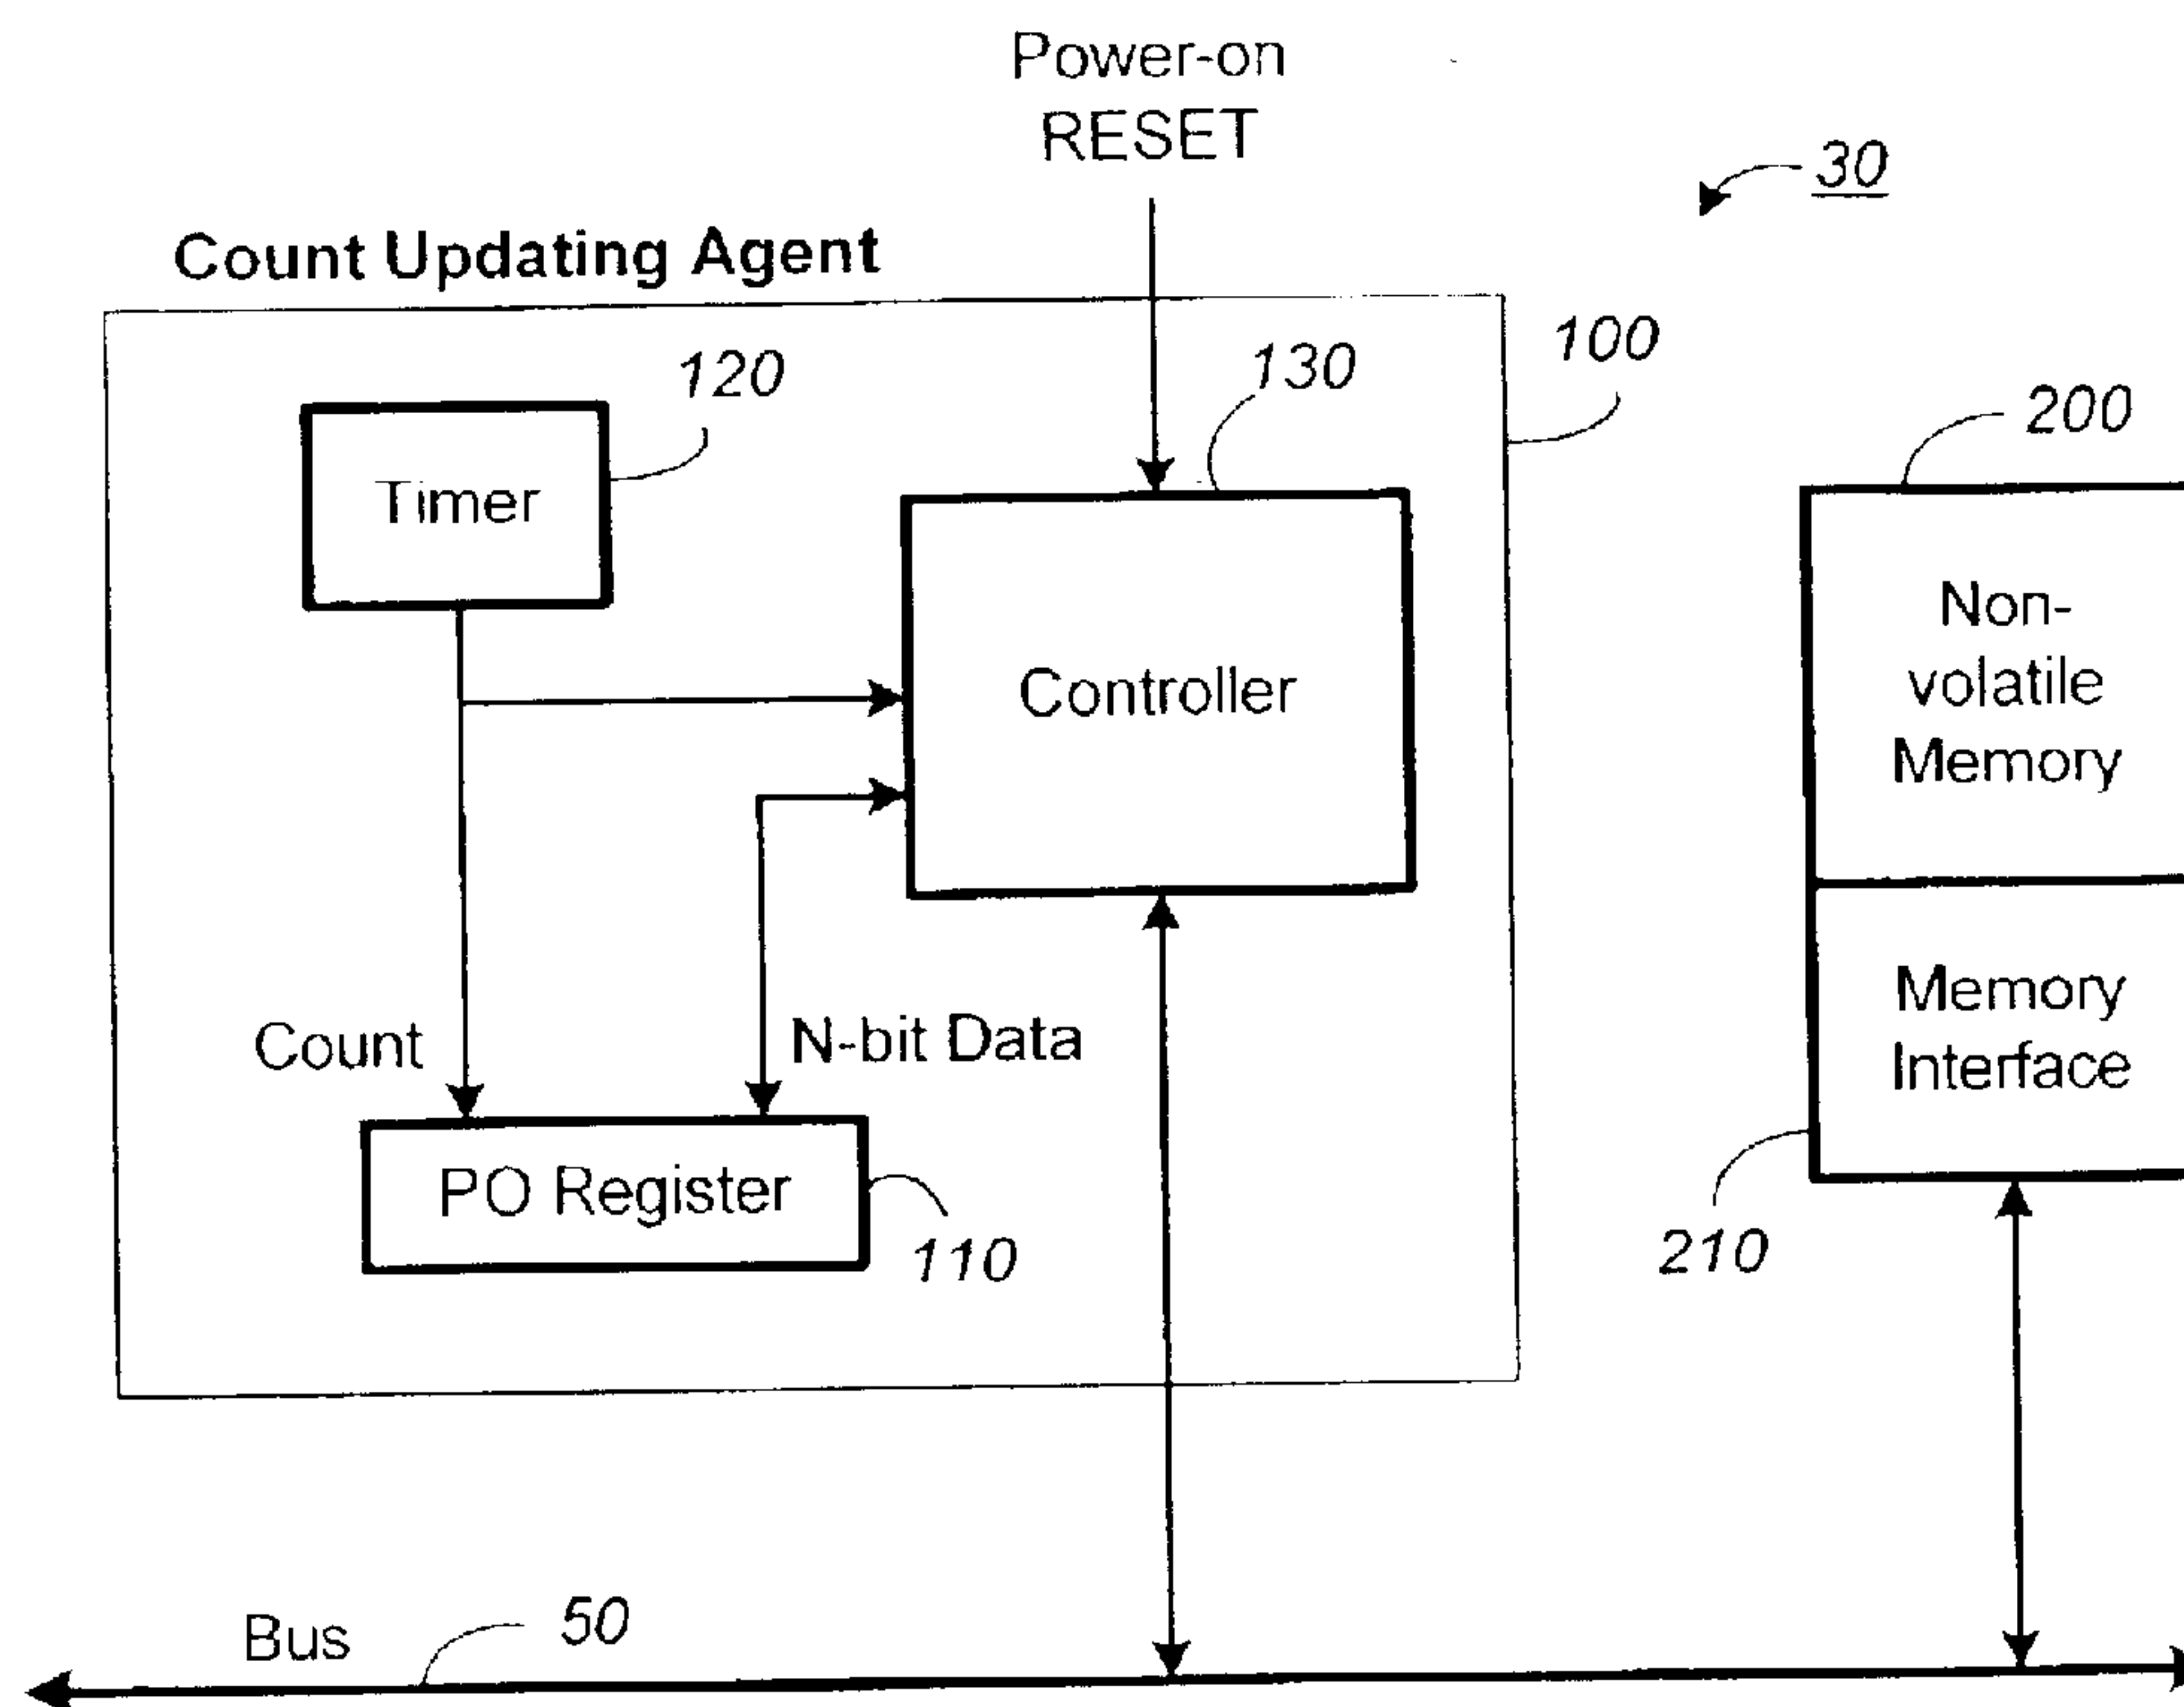 Power-on
RESET
30
Count Updating Agent
100
120
130
200
Timer
Controller
Non-
volatile
Memory
Count
N-bit Data
Memory
Interface
PO Register
110
210
Bus
50